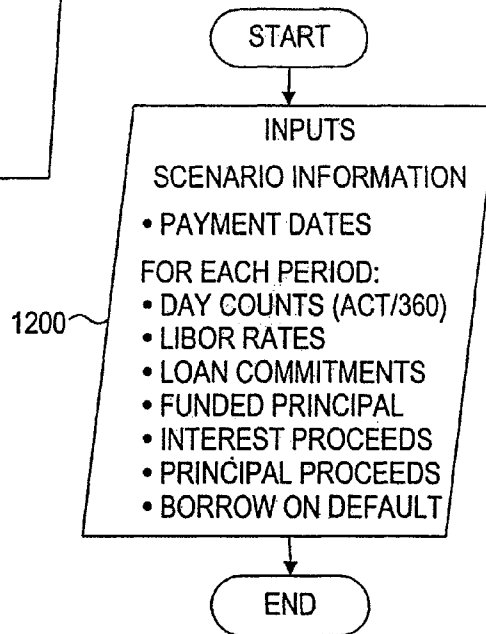 START
INPUTS
SCENARIO INFORMATION
• PAYMENT DATES
FOR EACH PERIOD:
• DAY COUNTS (ACT/360)
• LIBOR RATES
• LOAN COMMITMENTS
• FUNDED PRINCIPAL
• INTEREST PROCEEDS
• PRINCIPAL PROCEEDS
• BORROW ON DEFAULT
1200
END